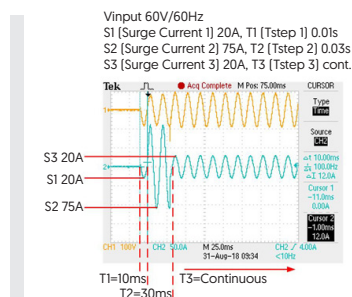 Vinput 60V/60Hz
S1 (Surge Current 1) 20A, T1 (Tstep 1) 0.01s
S2 (Surge Current 2) 75A, T2 (Tstep 2) 0.03s
S3 (Surge Current 3) 20A, T3 (Tstep 3) cont.
Tek Acq Complete M Pos: 75.00ms CURSOR
Type
Time
Source
CH2
Δt 10.00ms
1/Δt 100.0Hz
ΔI 12.0A
Cursor 1
-11.0ms
0.00A
Cursor 2
-1.00ms
12.0A
1
2
S3 20A
S1 20A
S2 75A
CH1 100V CH2 50.0A M 25.0ms CH2 4.00A
31-Aug-18 09:34 <10Hz
T1=10ms T3=Continuous
T2=30ms